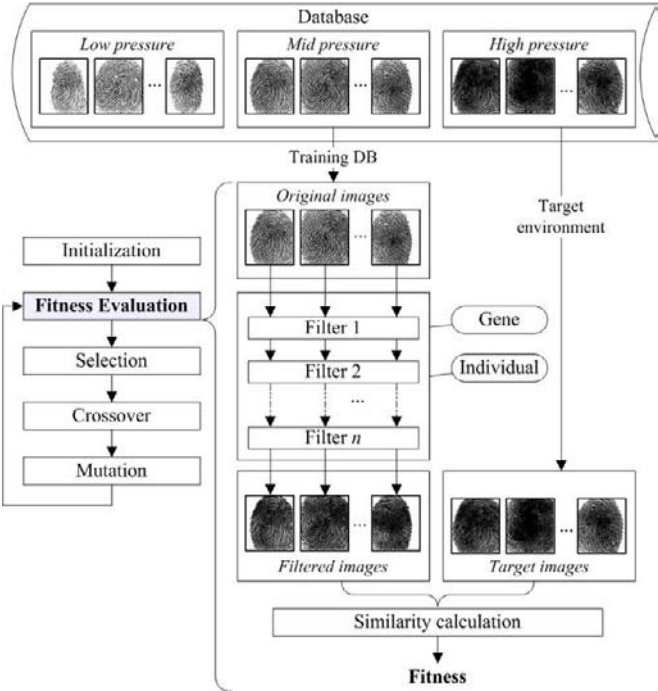 Database
Low pressure
Mid pressure
High pressure
...
...
...
Training DB
Original images
...
Target
environment
Initialization
Fitness Evaluation
Selection
Crossover
Mutation
Filter 1
Gene
Filter 2
Individual
...
Filter n
...
...
Filtered images
Target images
Similarity calculation
Fitness